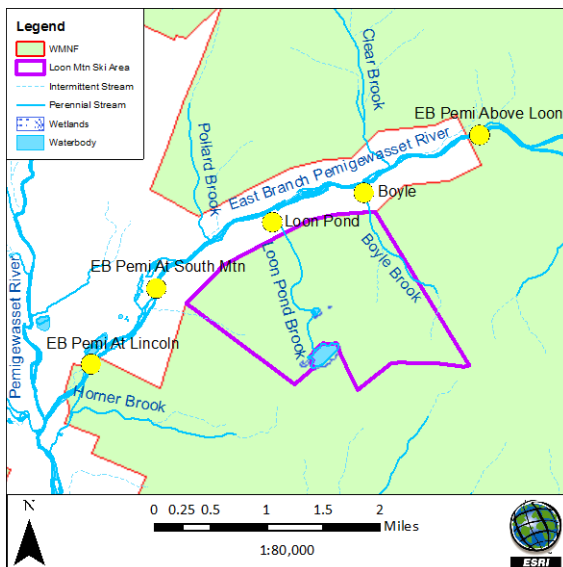 Legend
WMNF
Loon Mtn Ski Area
Intermittent Stream
Perennial Stream
Wetlands
Waterbody
Clear Brook
EB Pemi Above Loon
Pollard Brook
East Branch Pemigewasset River
Boyle
Loon Pond
Boyle Brook
Loon Pond Brook
EB Pemi At South Mtn
Pemigewasset River
EB Pemi At Lincoln
Horner Brook
N
0 0.25 0.5 1 1.5 2
Miles
1:80,000
ESRI